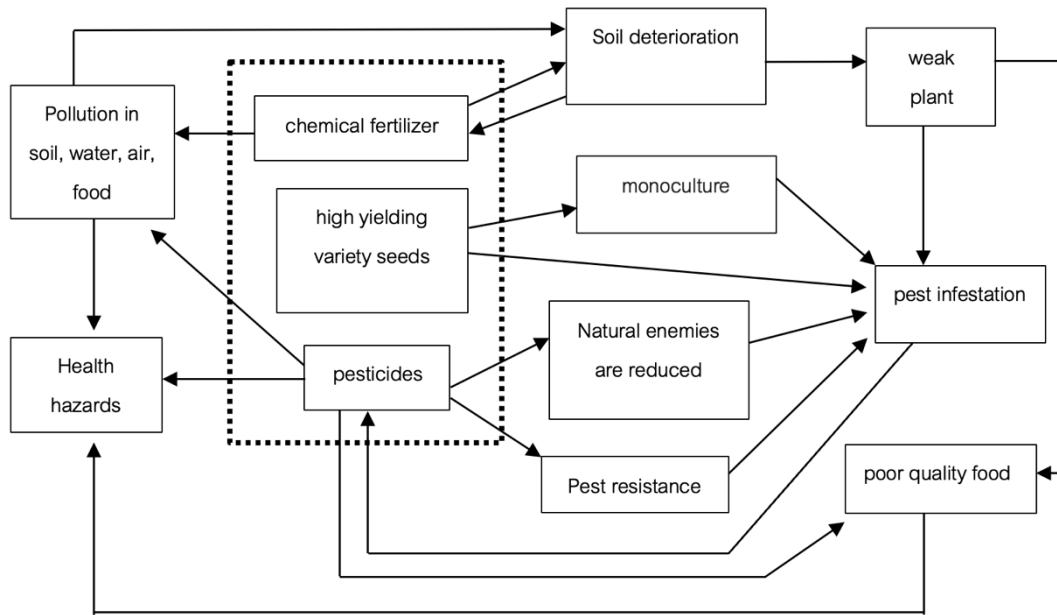 Soil deterioration
weak
plant
Pollution in
soil, water, air,
food
chemical fertilizer
monoculture
high yielding
variety seeds
pest infestation
Natural enemies
are reduced
Health
hazards
pesticides
Pest resistance
poor quality food